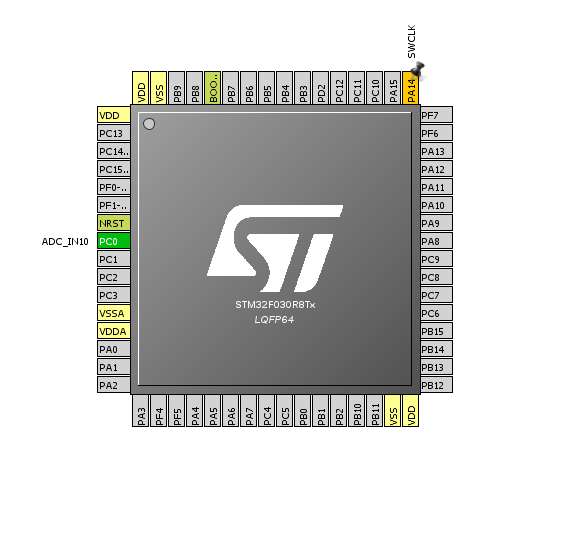 SWCLK
VDD
VSS
PB9
PB8
BOO..
PB7
PB6
PB5
PB4
PB3
PD2
PC12
PC11
PC10
PA15
PA14
VDD
PC13
PC14..
PC15..
PF0-..
PF1-..
NRST
ADC_IN10
PC0
PC1
PC2
PC3
VSSA
VDDA
PA0
PA1
PA2
ST
STM32F030R8Tx
LQFP64
PF7
PF6
PA13
PA12
PA11
PA10
PA9
PA8
PC9
PC8
PC7
PC6
PB15
PB14
PB13
PB12
PA3
PF4
PF5
PA4
PA5
PA6
PA7
PC4
PC5
PB0
PB1
PB2
PB10
PB11
VSS
VDD